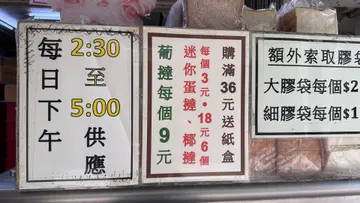 每日下午
2:30
至
5:00
供應
購滿36元送紙盒
每個3元·18元6個
迷你蛋撻、椰撻
葡撻每個9元
額外索取膠袋
大膠袋每個$2
細膠袋每個$1